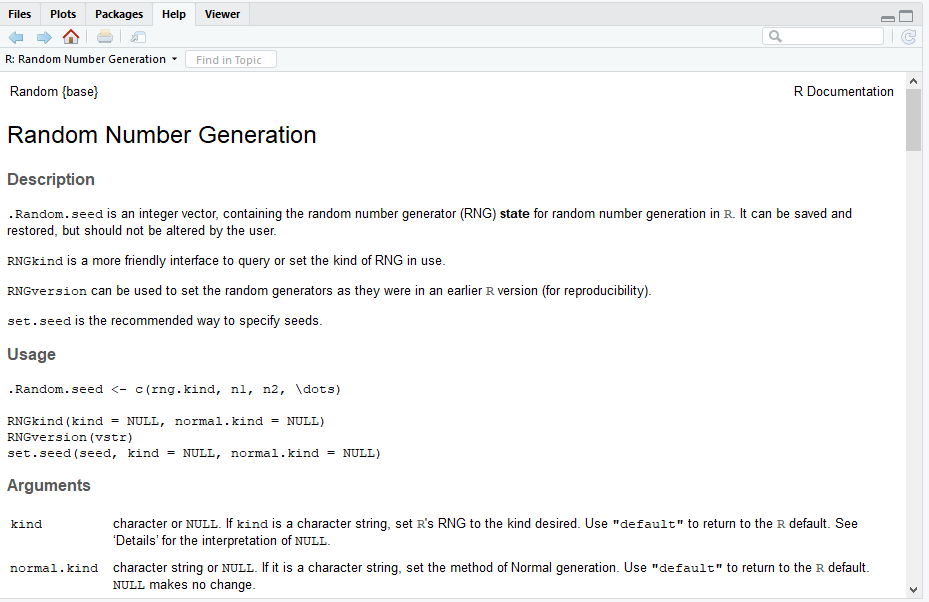 Files Plots Packages Help Viewer
R: Random Number Generation Find in Topic
Random {base} R Documentation
Random Number Generation
Description
.Random.seed is an integer vector, containing the random number generator (RNG) state for random number generation in R. It can be saved and
restored, but should not be altered by the user.
RNGkind is a more friendly interface to query or set the kind of RNG in use.
RNGversion can be used to set the random generators as they were in an earlier R version (for reproducibility).
set.seed is the recommended way to specify seeds.
Usage
.Random.seed <- c(rng.kind, n1, n2, \dots)
RNGkind(kind = NULL, normal.kind = NULL)
RNGversion(vstr)
set.seed(seed, kind = NULL, normal.kind = NULL)
Arguments
kind character or NULL. If kind is a character string, set R's RNG to the kind desired. Use "default" to return to the R default. See
‘Details’ for the interpretation of NULL.
normal.kind character string or NULL. If it is a character string, set the method of Normal generation. Use "default" to return to the R default.
NULL makes no change.